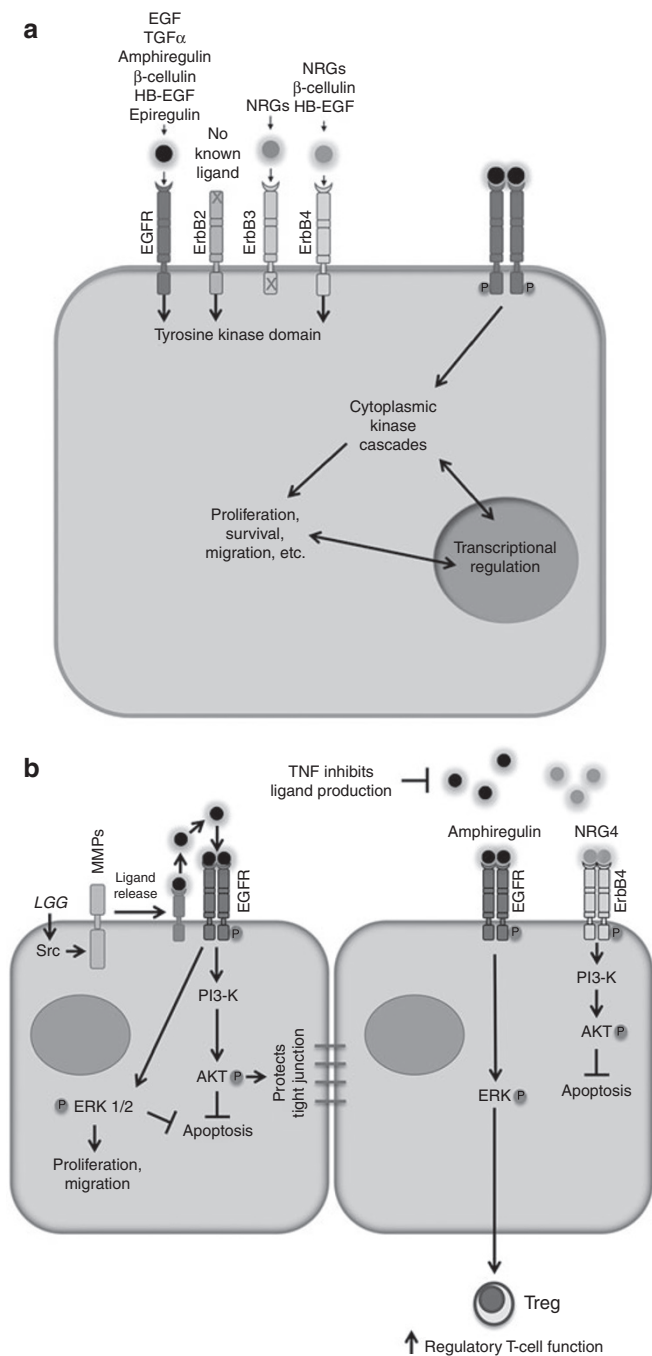 a
EGF
TGFα
Amphiregulin
β-cellulin
HB-EGF
Epiregulin
No
known
ligand
NRGs
NRGs
β-cellulin
HB-EGF
EGFR
ErbB2
X
ErbB3
X
ErbB4
P
P
Tyrosine kinase domain
Cytoplasmic
kinase
cascades
Proliferation,
survival,
migration, etc.
Transcriptional
regulation
b
TNF inhibits
ligand production
MMPs
Ligand
release
LGG
Src
EGFR
P
PI3-K
AKT P
Protects
tight junction
P ERK 1/2
Apoptosis
Proliferation,
migration
Amphiregulin
EGFR
P
ERK P
NRG4
ErbB4
P
PI3-K
AKT P
Apoptosis
Treg
Regulatory T-cell function